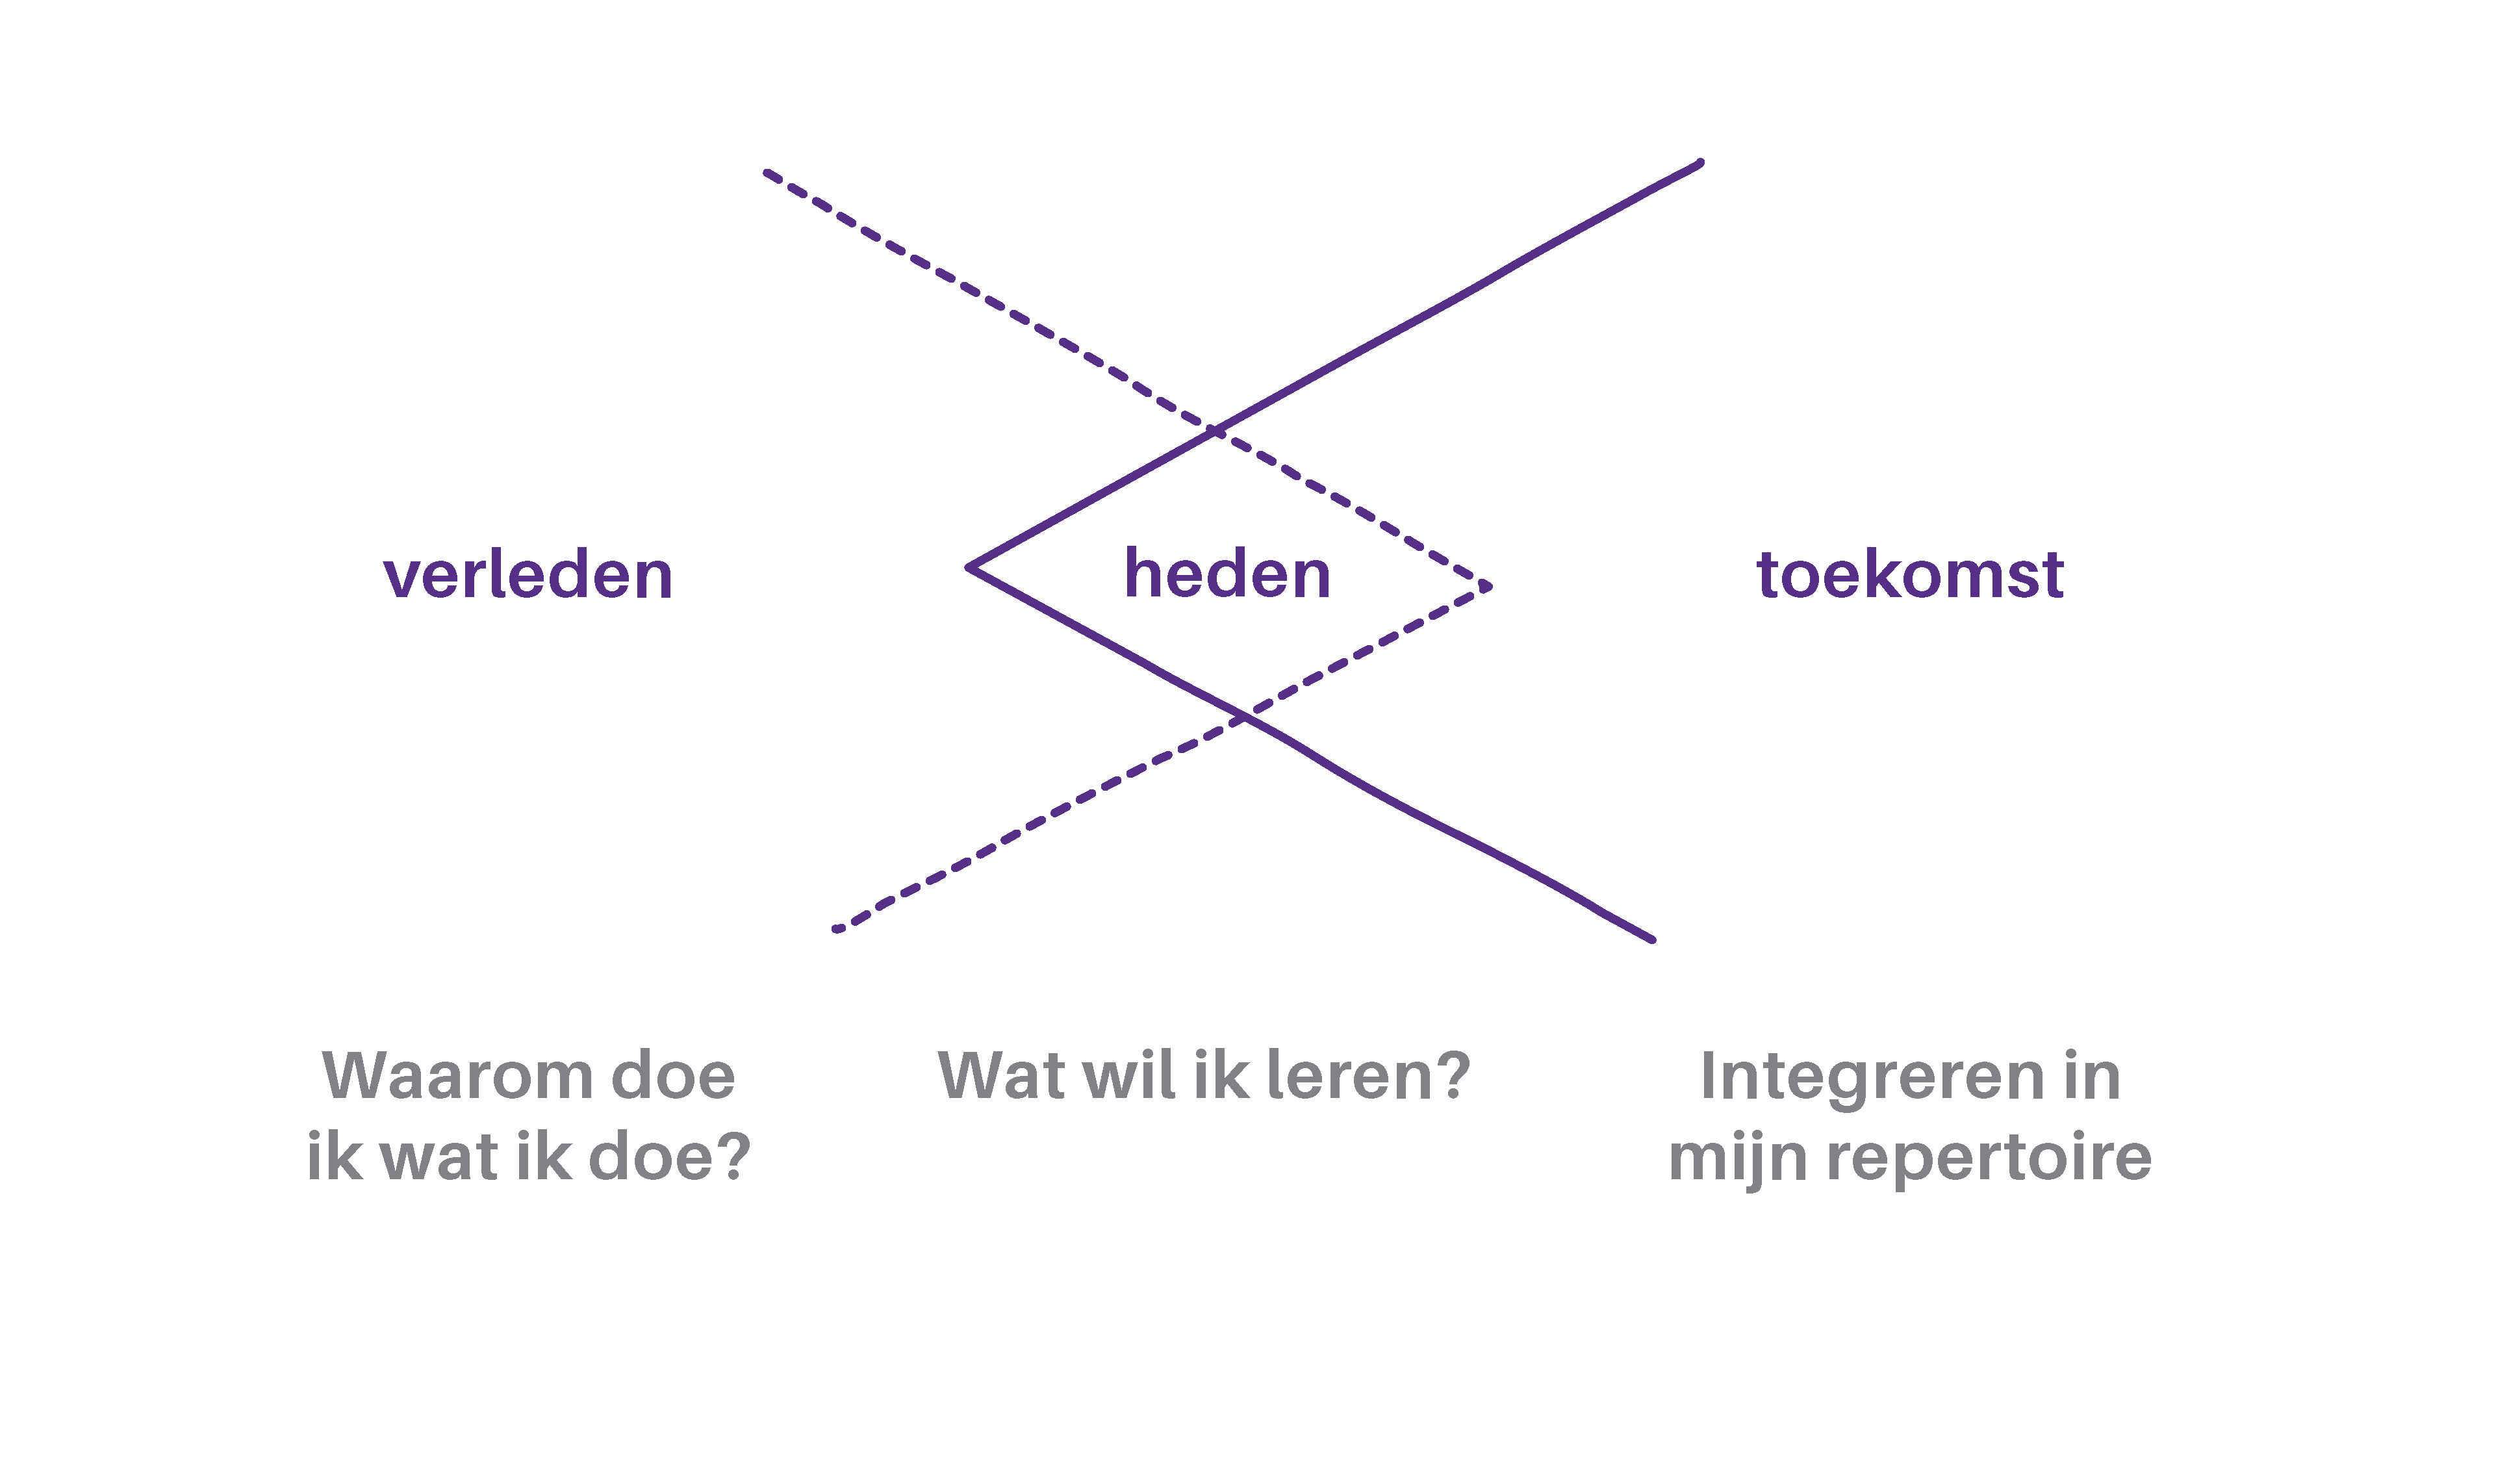 verleden
heden
toekomst
Waarom doe
ik wat ik doe?
Wat wil ik leren?
Integreren in
mijn repertoire